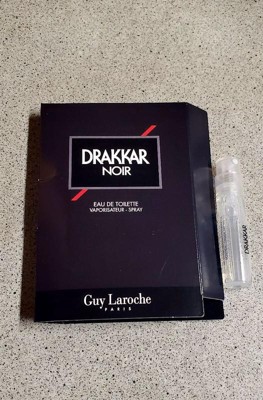 DRAKKAR
NOIR
EAU DE TOILETTE
VAPORISATEUR - SPRAY
Guy Laroche
PARIS
DRAKKAR